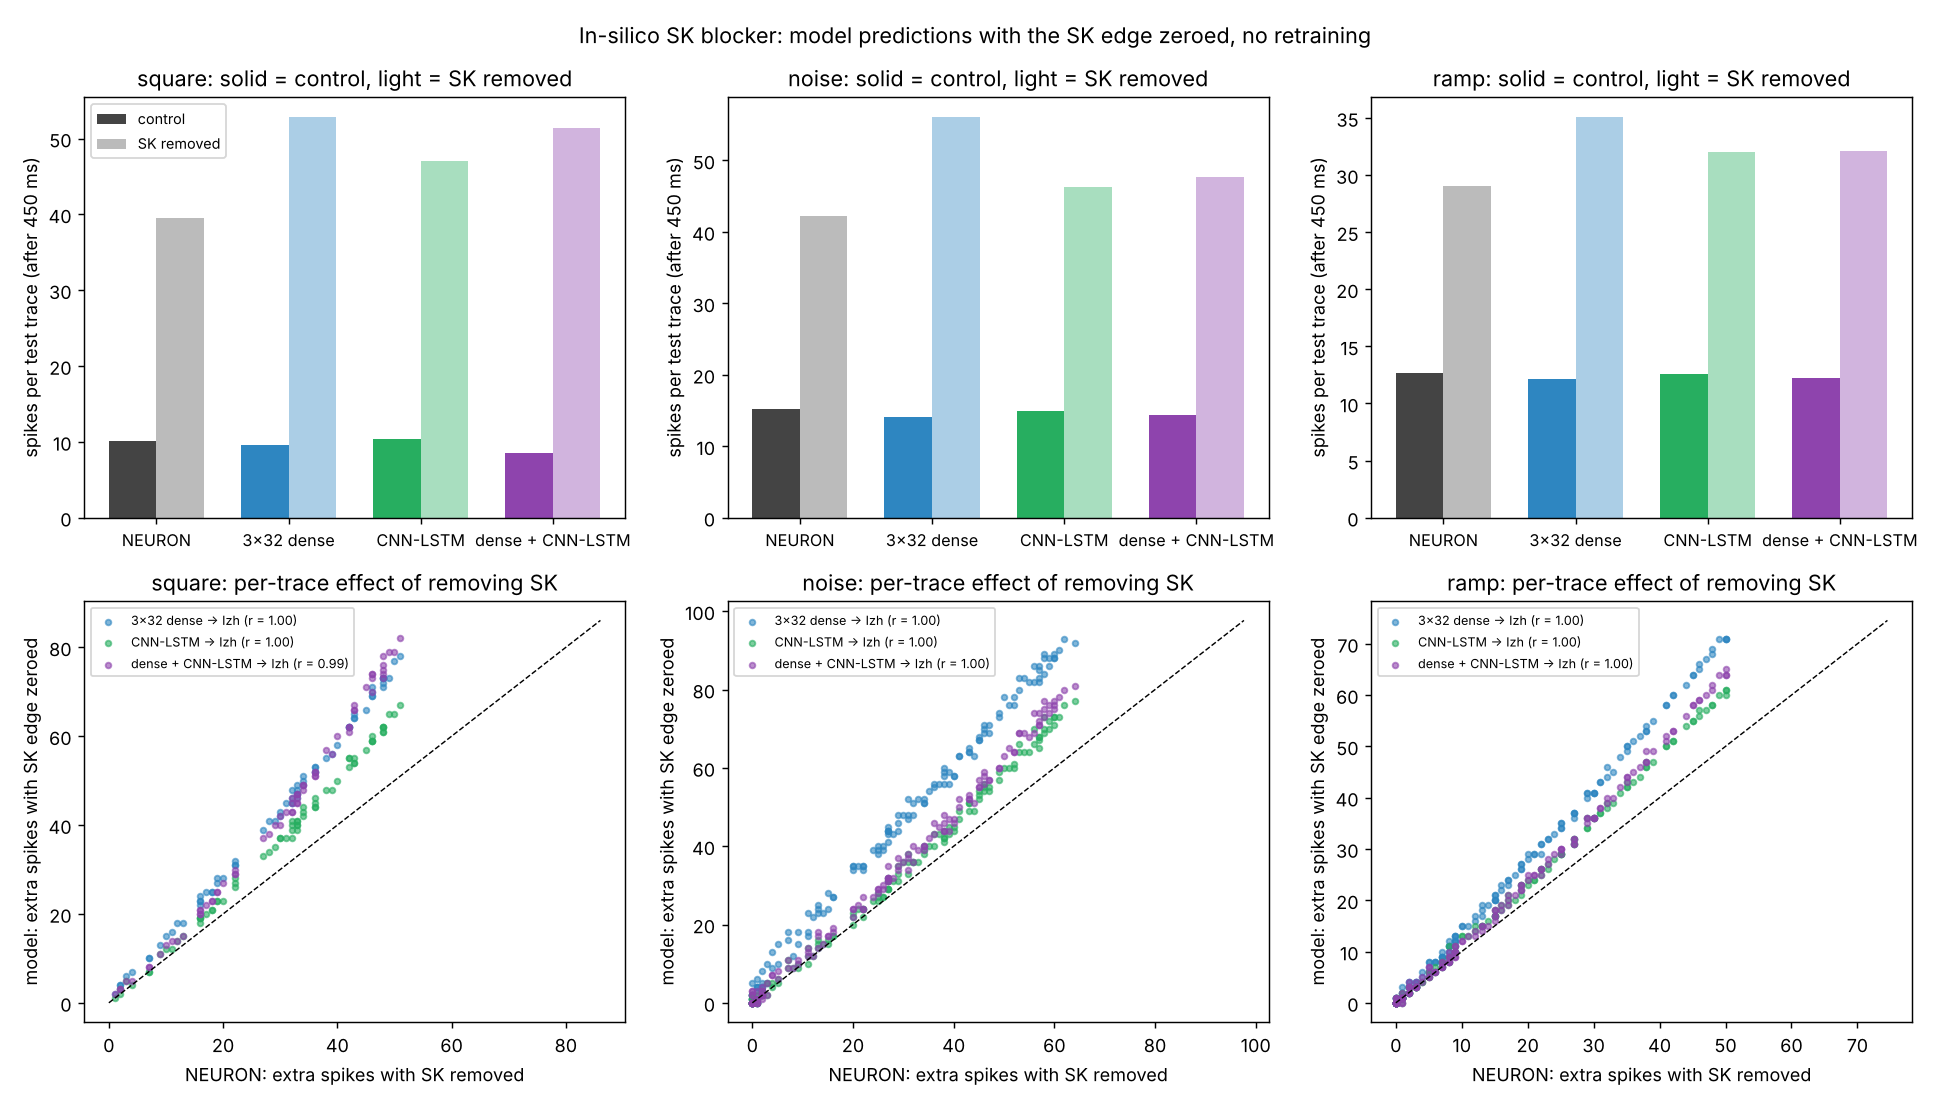 In-silico SK blocker: model predictions with the SK edge zeroed, no retraining
square: solid = control, light = SK removed
control
SK removed
spikes per test trace (after 450 ms)
0
10
20
30
40
50
NEURON
3×32 dense
CNN-LSTM
dense + CNN-LSTM
noise: solid = control, light = SK removed
spikes per test trace (after 450 ms)
0
10
20
30
40
50
NEURON
3×32 dense
CNN-LSTM
dense + CNN-LSTM
ramp: solid = control, light = SK removed
spikes per test trace (after 450 ms)
0
5
10
15
20
25
30
35
NEURON
3×32 dense
CNN-LSTM
dense + CNN-LSTM
square: per-trace effect of removing SK
3×32 dense → Izh (r = 1.00)
CNN-LSTM → Izh (r = 1.00)
dense + CNN-LSTM → Izh (r = 0.99)
model: extra spikes with SK edge zeroed
0
20
40
60
80
0
20
40
60
80
NEURON: extra spikes with SK removed
noise: per-trace effect of removing SK
3×32 dense → Izh (r = 1.00)
CNN-LSTM → Izh (r = 1.00)
dense + CNN-LSTM → Izh (r = 1.00)
model: extra spikes with SK edge zeroed
0
20
40
60
80
100
0
20
40
60
80
100
NEURON: extra spikes with SK removed
ramp: per-trace effect of removing SK
3×32 dense → Izh (r = 1.00)
CNN-LSTM → Izh (r = 1.00)
dense + CNN-LSTM → Izh (r = 1.00)
model: extra spikes with SK edge zeroed
0
10
20
30
40
50
60
70
0
10
20
30
40
50
60
70
NEURON: extra spikes with SK removed